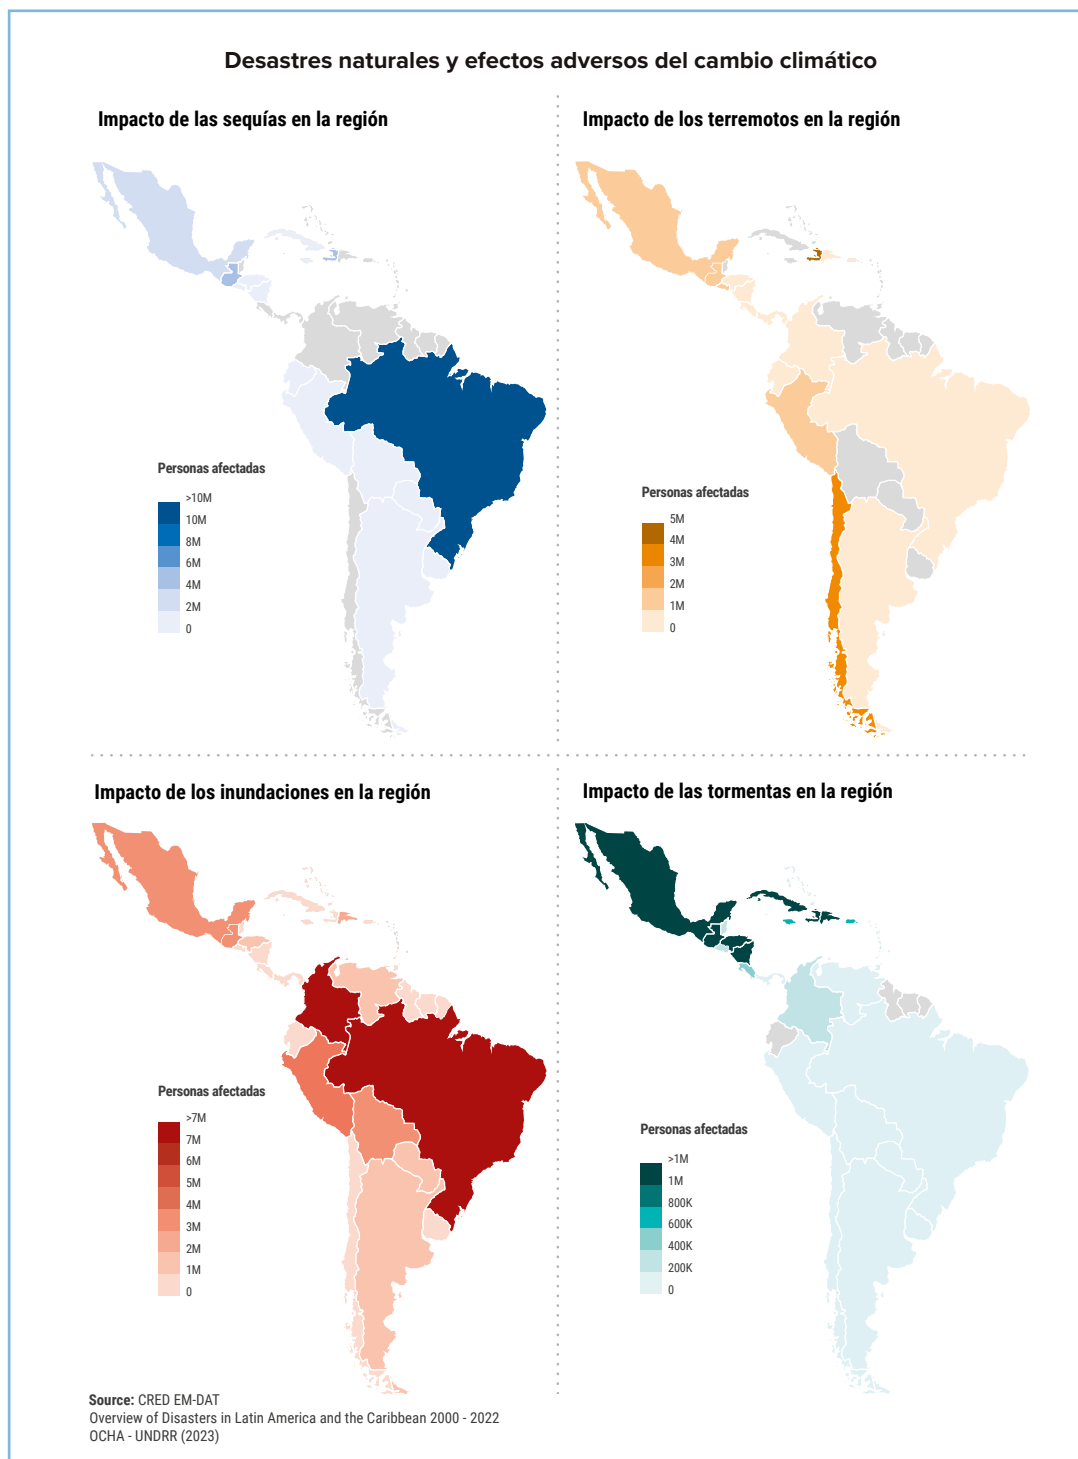 Desastres naturales y efectos adversos del cambio climático
Impacto de las sequías en la región
Personas afectadas
>10M
10M
8M
6M
4M
2M
0
Impacto de los terremotos en la región
Personas afectadas
5M
4M
3M
2M
1M
0
Impacto de los inundaciones en la región
Personas afectadas
>7M
7M
6M
5M
4M
3M
2M
1M
0
Impacto de las tormentas en la región
Personas afectadas
>1M
1M
800K
600K
400K
200K
0
Source: CRED EM-DAT
Overview of Disasters in Latin America and the Caribbean 2000 - 2022
OCHA - UNDRR (2023)